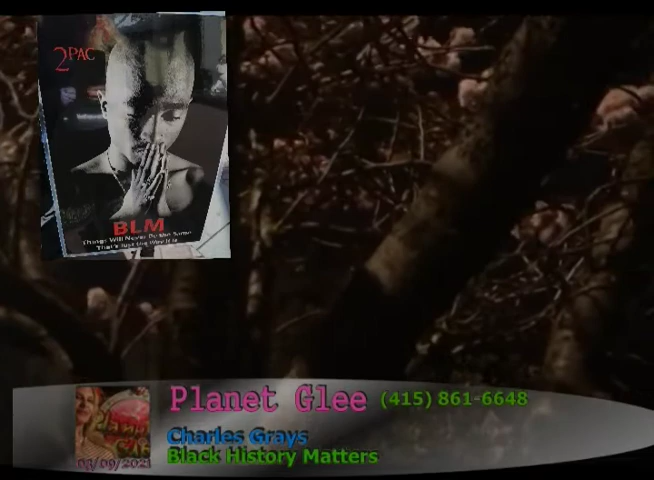 2PAC
BLM
Things Will Never Be the Same
That's Just the Way It Is
Planet Glee (415) 861-6648
Charles Grays
Black History Matters
03/09/2021